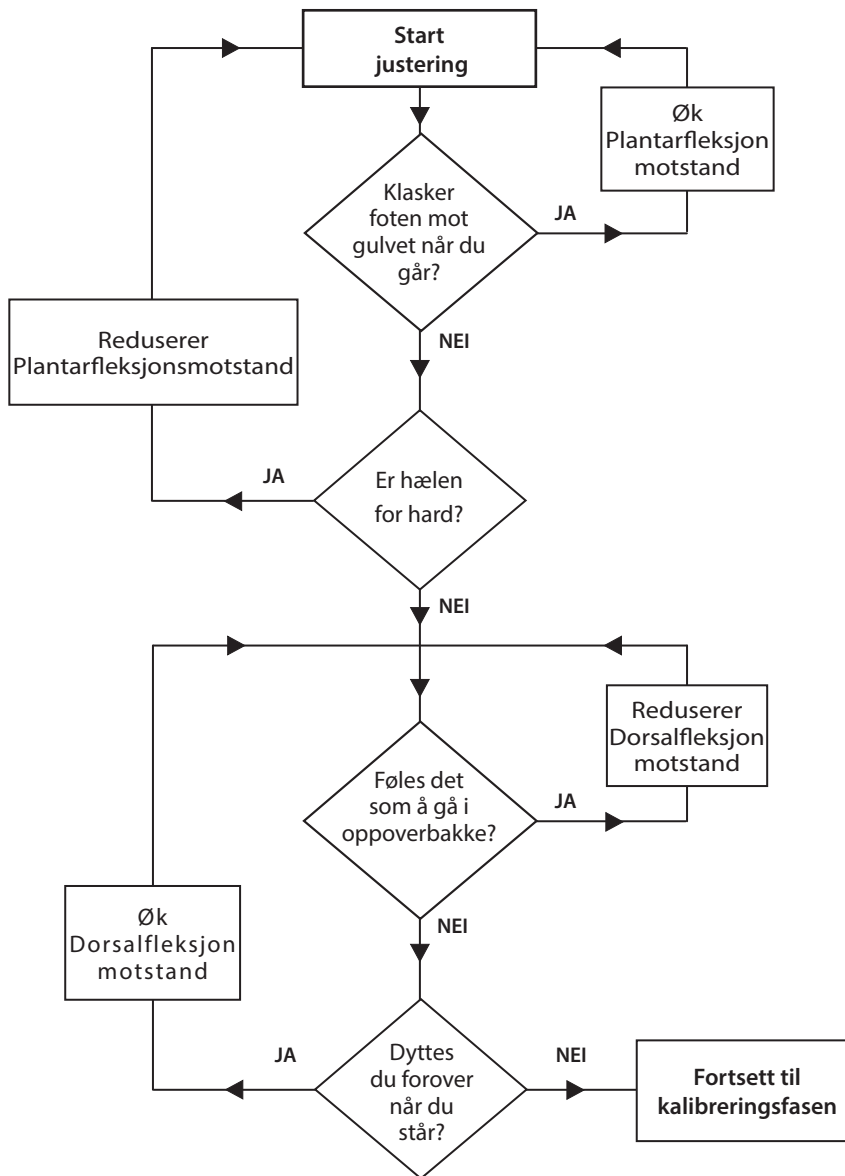 Start
justering
Øk
Plantarfleksjon
motstand
Klasker
foten mot
gulvet når du
går?
JA
NEI
Reduserer
Plantarfleksjonsmotstand
JA
Er hælen
for hard?
NEI
Reduserer
Dorsalfleksjon
motstand
Føles det
som å gå i
oppoverbakke?
JA
NEI
Øk
Dorsalfleksjon
motstand
JA
Dyttes
du forover
når du
står?
NEI
Fortsett til
kalibreringsfasen